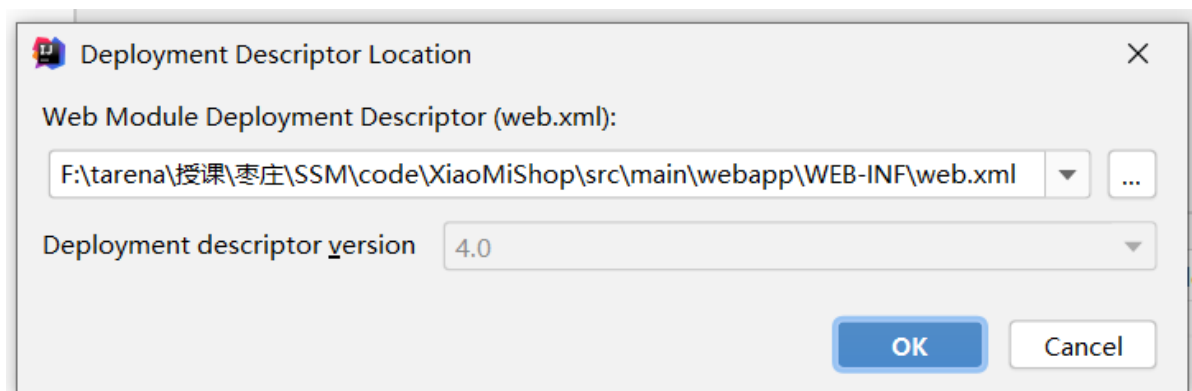 Deployment Descriptor Location
Web Module Deployment Descriptor (web.xml):
F:\tarena\授课\枣庄\SSM\code\XiaoMiShop\src\main\webapp\WEB-INF\web.xml
...
Deployment descriptor version 4.0
OK Cancel